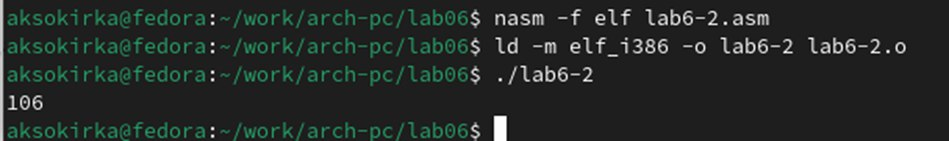 aksokirka@fedora:~/work/arch-pc/lab06$ nasm -f elf lab6-2.asm
aksokirka@fedora:~/work/arch-pc/lab06$ ld -m elf_i386 -o lab6-2 lab6-2.o
aksokirka@fedora:~/work/arch-pc/lab06$ ./lab6-2
106
aksokirka@fedora:~/work/arch-pc/lab06$